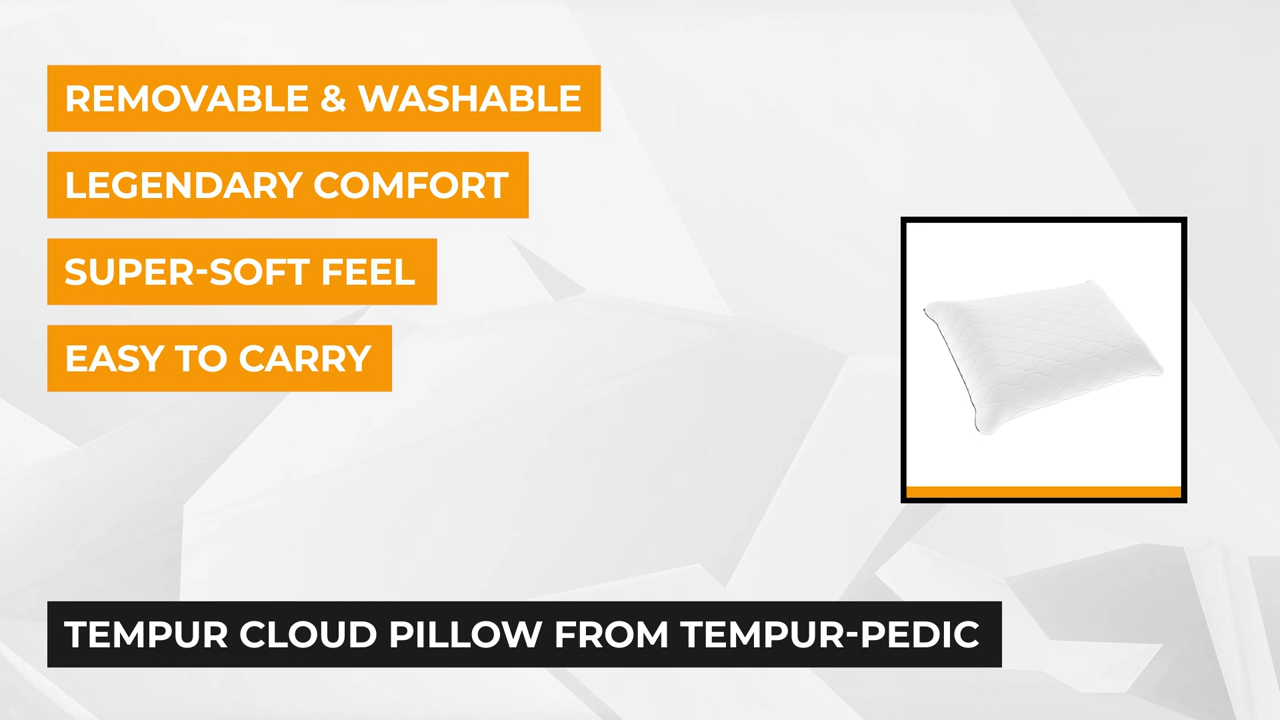 REMOVABLE & WASHABLE
LEGENDARY COMFORT
SUPER-SOFT FEEL
EASY TO CARRY
TEMPUR CLOUD PILLOW FROM TEMPUR-PEDIC